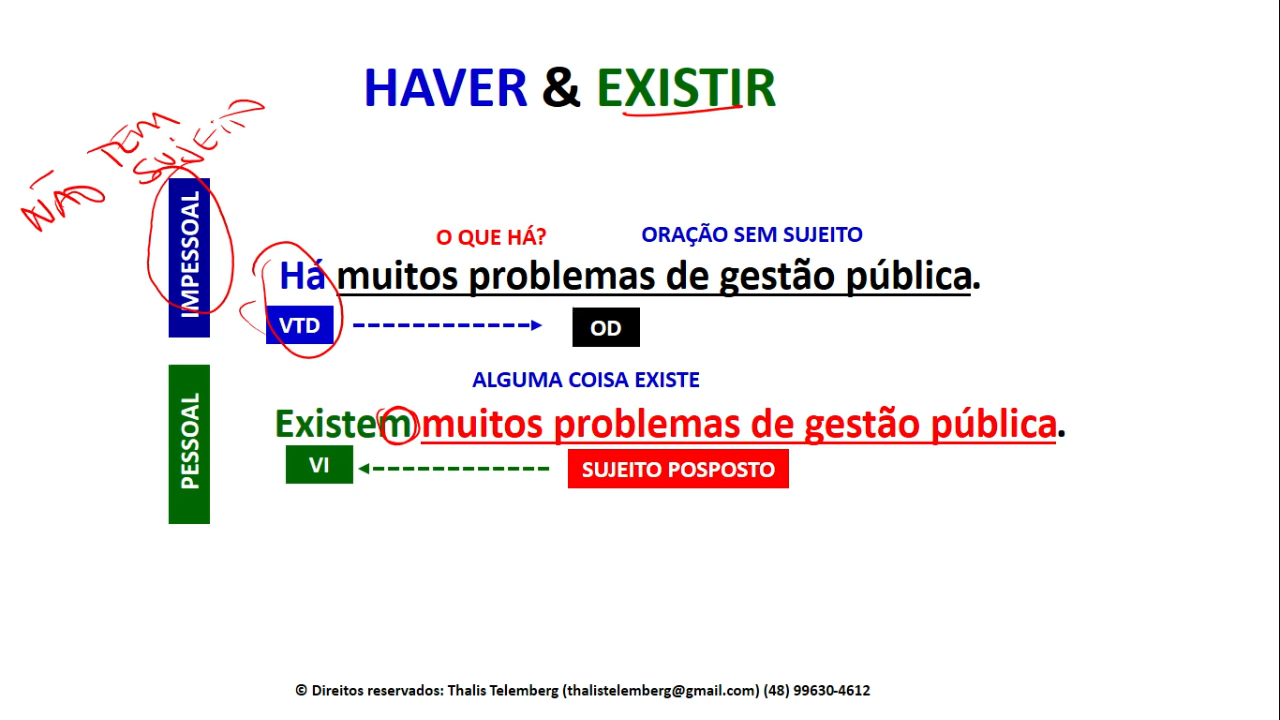 HAVER & EXISTIR
NÃO TEM
SUJEITO
IMPESSOAL
O QUE HÁ?
ORAÇÃO SEM SUJEITO
Há muitos problemas de gestão pública.
VTD
OD
PESSOAL
ALGUMA COISA EXISTE
Existem muitos problemas de gestão pública.
VI
SUJEITO POSPOSTO
© Direitos reservados: Thalis Telemberg (thalistelemberg@gmail.com) (48) 99630-4612